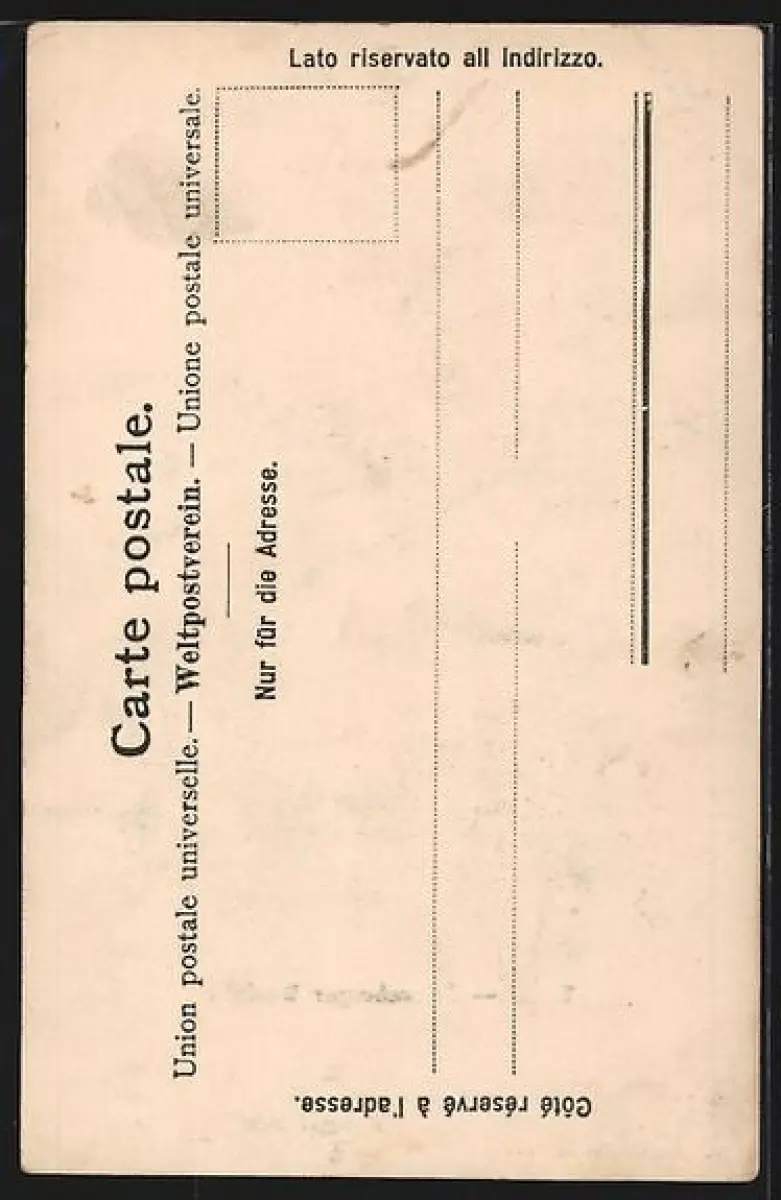 Carte postale.
Union postale universelle. — Weltpostverein. — Unione postale universale.
Nur für die Adresse.
Côté réservé à l'adresse.
Lato riservato all Indirizzo.